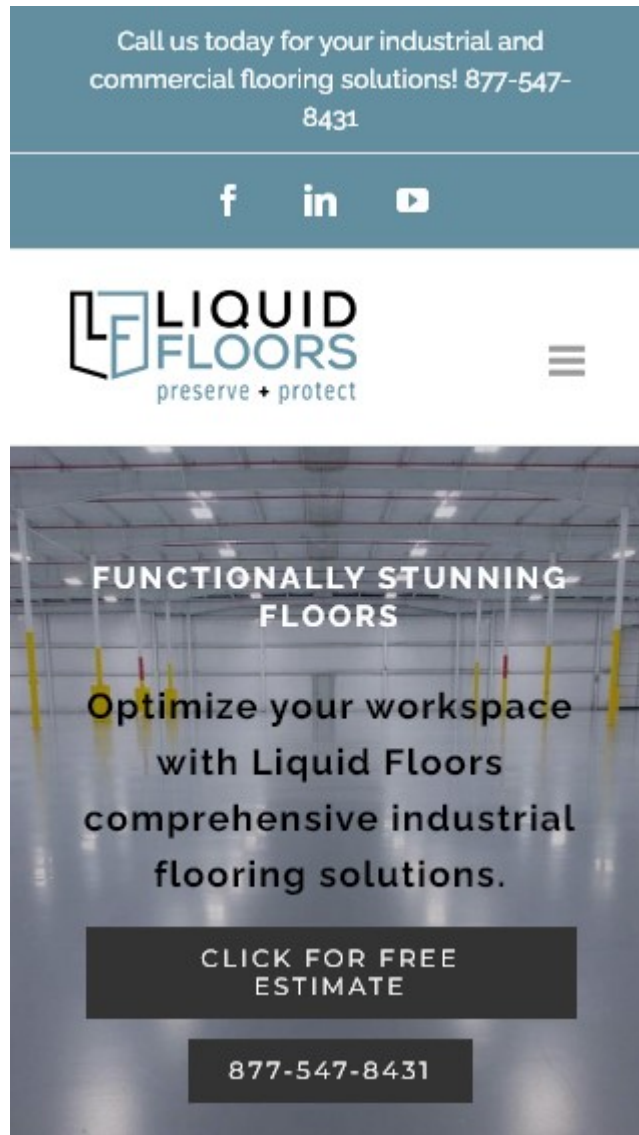 Call us today for your industrial and
commercial flooring solutions! 877-547-
8431
LIQUID
FLOORS
preserve + protect
FUNCTIONALLY STUNNING
FLOORS
Optimize your workspace
with Liquid Floors
comprehensive industrial
flooring solutions.
CLICK FOR FREE
ESTIMATE
877-547-8431